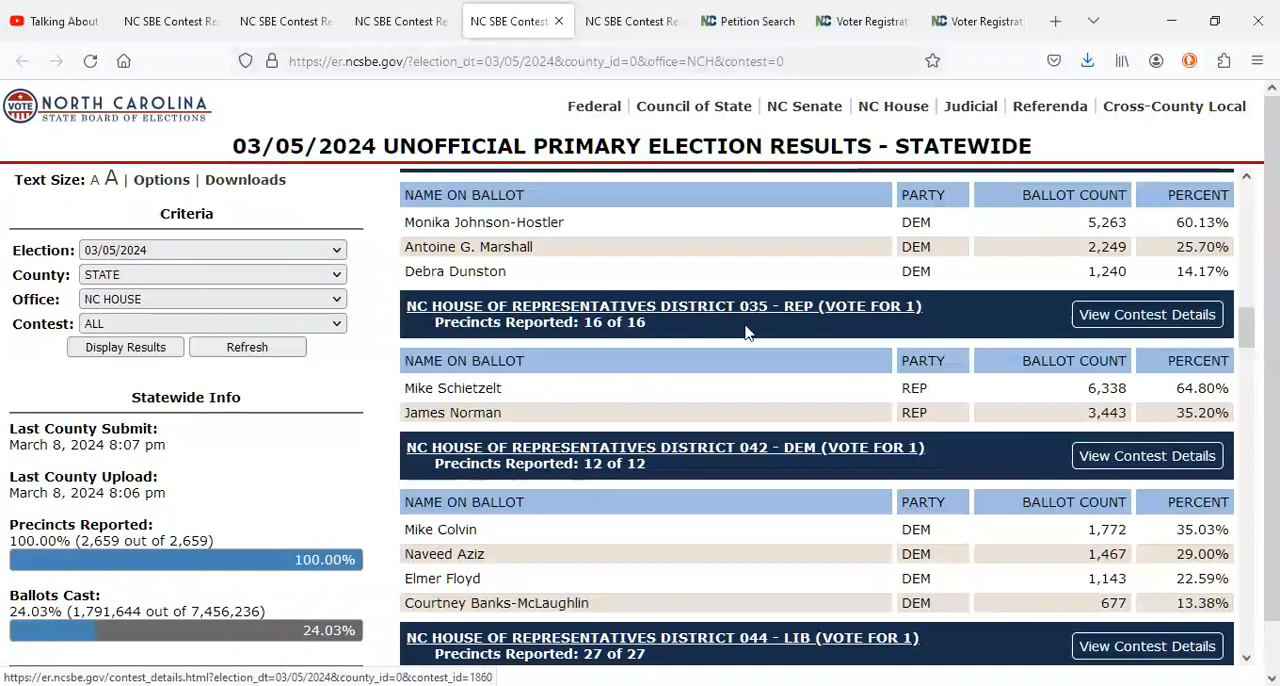 Talking About
NC SBE Contest Re
NC SBE Contest Re
NC SBE Contest Re
NC SBE Contest
NC SBE Contest Re
Petition Search
Voter Registrat
Voter Registrat
https://er.ncsbe.gov/?election_dt=03/05/2024&county_id=0&office=NCH&contest=0
VOTE
NORTH CAROLINA
STATE BOARD OF ELECTIONS
Federal | Council of State | NC Senate | NC House | Judicial | Referenda | Cross-County Local
03/05/2024 UNOFFICIAL PRIMARY ELECTION RESULTS - STATEWIDE
Text Size: A A | Options | Downloads
Criteria
Election: 03/05/2024
County: STATE
Office: NC HOUSE
Contest: ALL
Display Results Refresh
Statewide Info
Last County Submit:
March 8, 2024 8:07 pm
Last County Upload:
March 8, 2024 8:06 pm
Precincts Reported:
100.00% (2,659 out of 2,659)
100.00%
Ballots Cast:
24.03% (1,791,644 out of 7,456,236)
24.03%
NAME ON BALLOT PARTY BALLOT COUNT PERCENT
Monika Johnson-Hostler DEM 5,263 60.13%
Antoine G. Marshall DEM 2,249 25.70%
Debra Dunston DEM 1,240 14.17%
NC HOUSE OF REPRESENTATIVES DISTRICT 035 - REP (VOTE FOR 1)
Precincts Reported: 16 of 16
View Contest Details
NAME ON BALLOT PARTY BALLOT COUNT PERCENT
Mike Schietzelt REP 6,338 64.80%
James Norman REP 3,443 35.20%
NC HOUSE OF REPRESENTATIVES DISTRICT 042 - DEM (VOTE FOR 1)
Precincts Reported: 12 of 12
View Contest Details
NAME ON BALLOT PARTY BALLOT COUNT PERCENT
Mike Colvin DEM 1,772 35.03%
Naveed Aziz DEM 1,467 29.00%
Elmer Floyd DEM 1,143 22.59%
Courtney Banks-McLaughlin DEM 677 13.38%
NC HOUSE OF REPRESENTATIVES DISTRICT 044 - LIB (VOTE FOR 1)
Precincts Reported: 27 of 27
View Contest Details
https://er.ncsbe.gov/contest_details.html?election_dt=03/05/2024&county_id=0&contest_id=1860